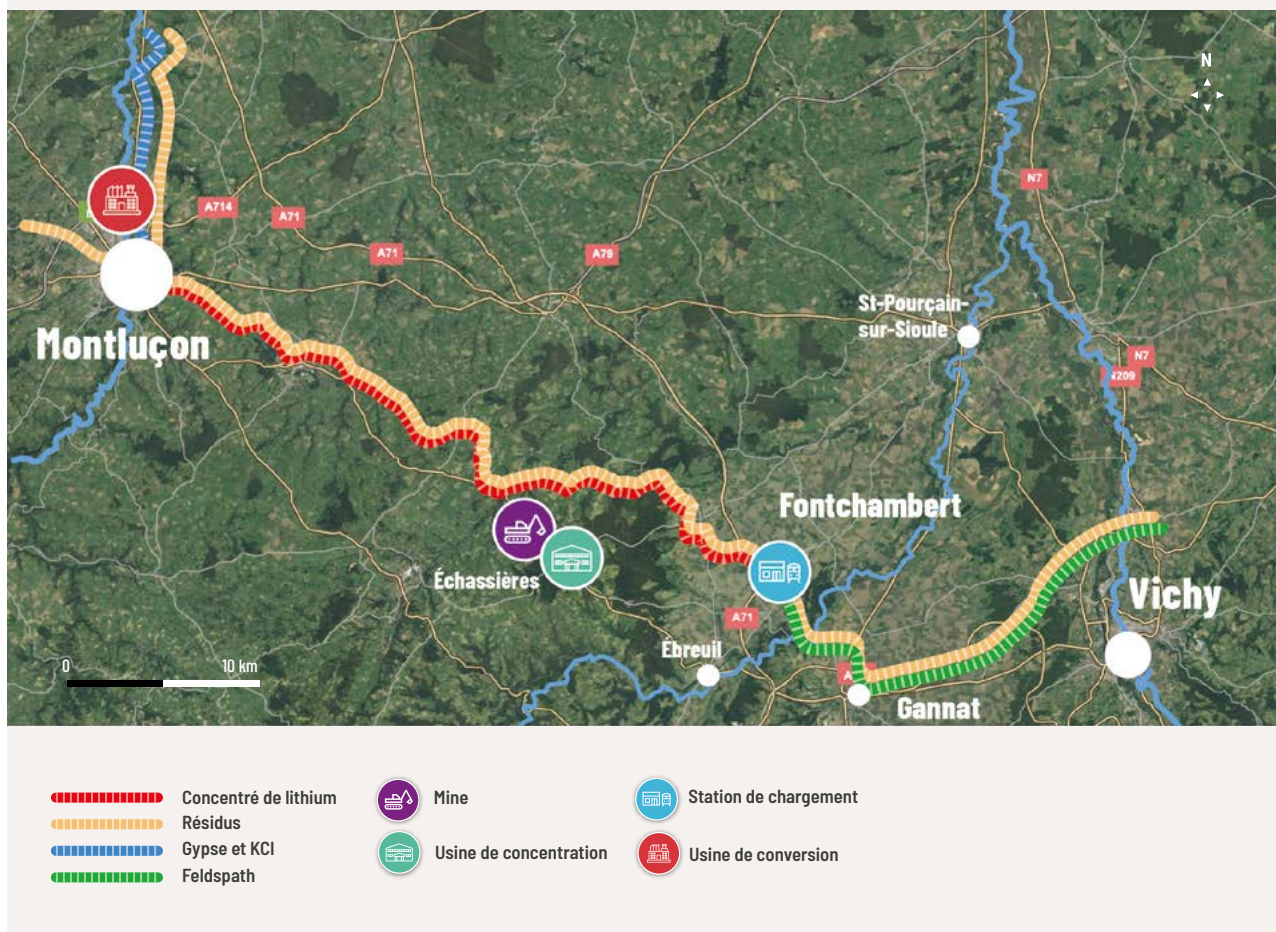 N
N7
A714
A71
A71
A79
St-Pourçain-
sur-Sioule
Montluçon
N7
N209
Fontchambert
Échassières
A71
Vichy
Ébreuil
0
10 km
Gannat
Concentré de lithium
Résidus
Gypse et KCl
Feldspath
Mine
Usine de concentration
Station de chargement
Usine de conversion